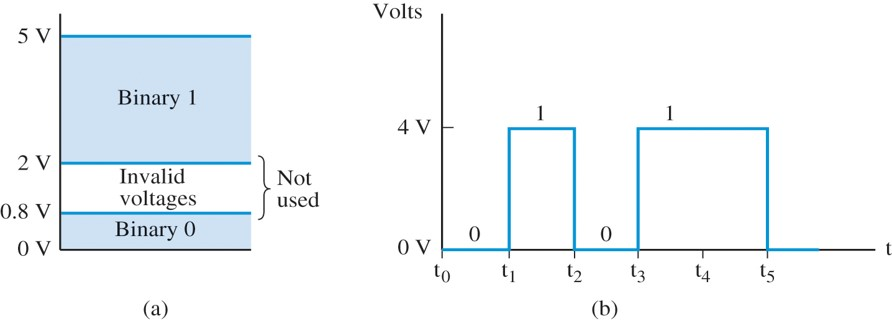 5 V
Binary 1
2 V
Invalid
voltages
Not
used
0.8 V
Binary 0
0 V
(a)
Volts
1 1
4 V
0 0
0 V
t
t0 t1 t2 t3 t4 t5
(b)